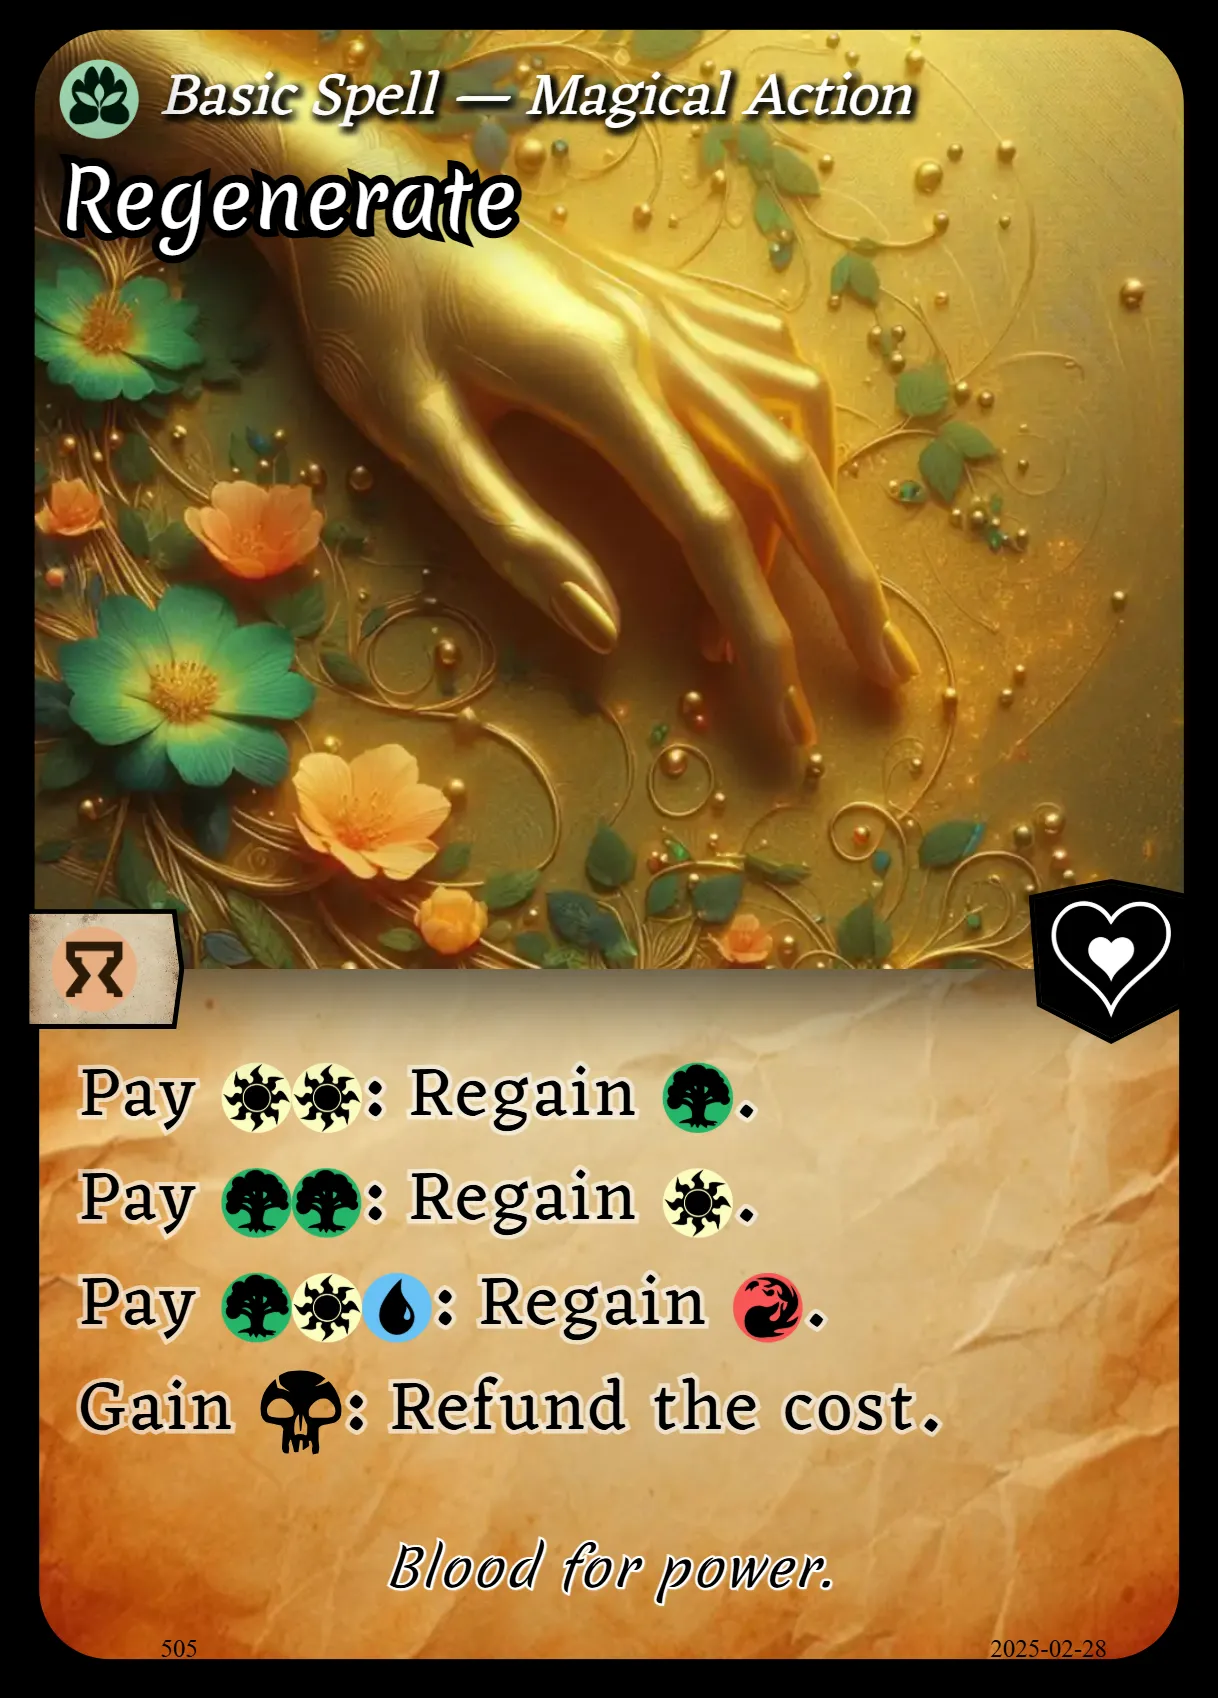 Basic Spell — Magical Action
Regenerate
Pay : Regain .
Pay : Regain .
Pay : Regain .
Gain : Refund the cost.
Blood for power.
505
2025-02-28